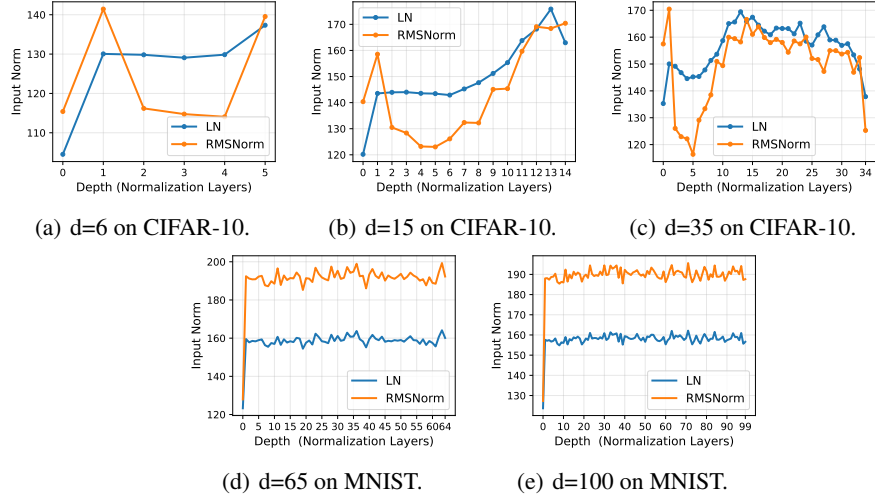 Input Norm
140
130
120
110
LN
RMSNorm
0 1 2 3 4 5
Depth (Normalization Layers)
(a) d=6 on CIFAR-10.
Input Norm
170
160
150
140
130
120
LN
RMSNorm
0 1 2 3 4 5 6 7 8 9 10 11 12 13 14
Depth (Normalization Layers)
(b) d=15 on CIFAR-10.
Input Norm
170
160
150
140
130
120
LN
RMSNorm
0 5 10 15 20 25 30 34
Depth (Normalization Layers)
(c) d=35 on CIFAR-10.
Input Norm
200
180
160
140
120
LN
RMSNorm
0 5 10 15 20 25 30 35 40 45 50 55 60 64
Depth (Normalization Layers)
(d) d=65 on MNIST.
Input Norm
190
180
170
160
150
140
130
LN
RMSNorm
0 10 20 30 40 50 60 70 80 90 99
Depth (Normalization Layers)
(e) d=100 on MNIST.